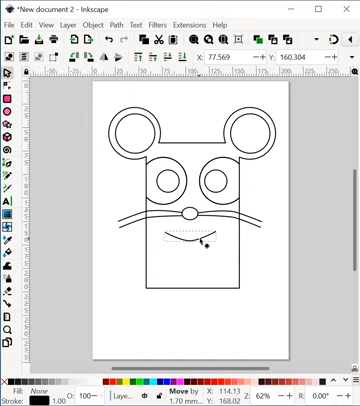 *New document 2 - Inkscape
File Edit View Layer Object Path Text Filters Extensions Help
X: 77.569 Y: 160.304
Fill: None
Stroke: 1.00
O: 100
Laye...
Move by
1.70 mm...
X: 114.13
Y: 168.02
Z: 62%
R: 0.00°